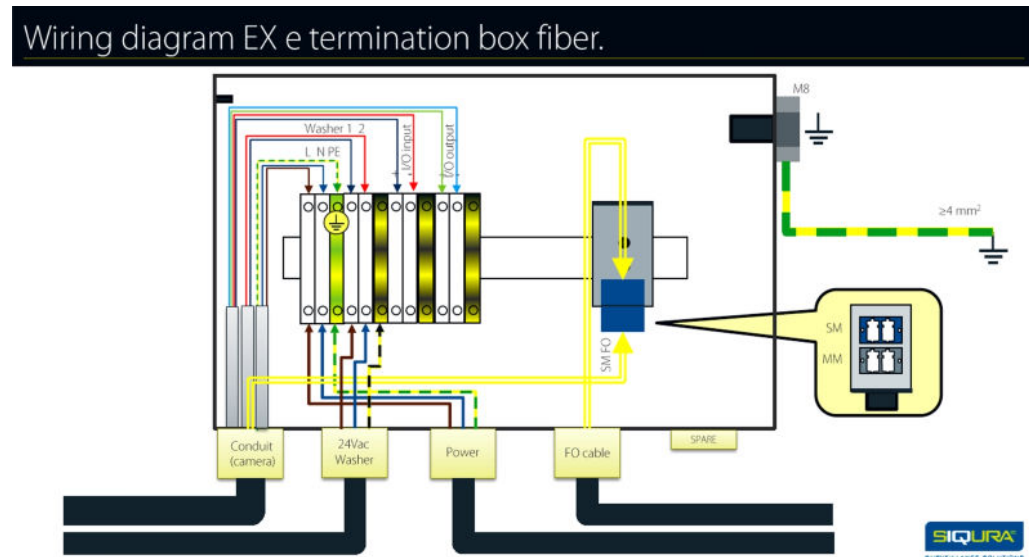 Wiring diagram EX e termination box fiber.
M8
Washer 1 2
L N PE
+ - I/O input
I/O output
≥4 mm²
SM
MM
SM FO
SPARE
Conduit
(camera)
24Vac
Washer
Power
FO cable
SIQURA